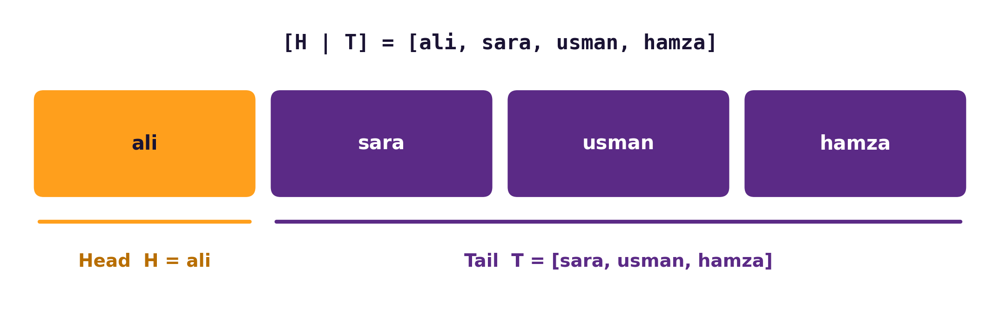 [H | T] = [ali, sara, usman, hamza]
ali
sara
usman
hamza
Head  H = ali
Tail  T = [sara, usman, hamza]